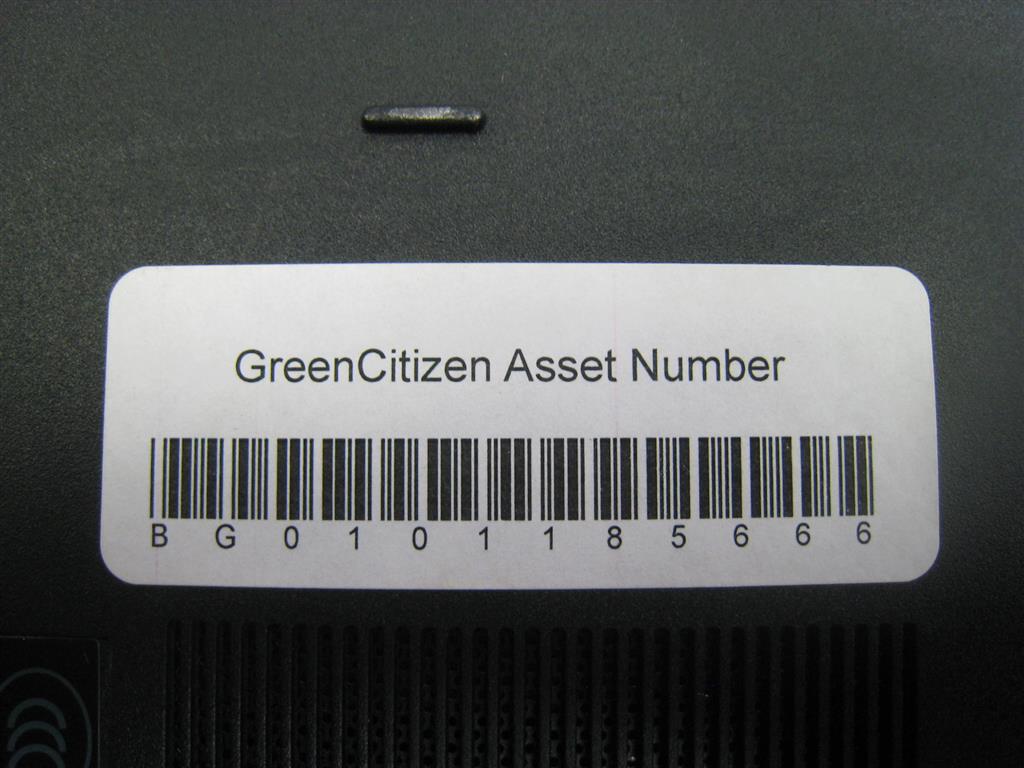 GreenCitizen Asset Number
B G 0 1 0 1 1 8 5 6 6 6